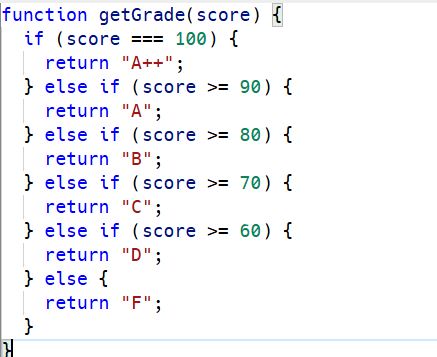 function getGrade(score) {
  if (score === 100) {
    return "A++";
  } else if (score >= 90) {
    return "A";
  } else if (score >= 80) {
    return "B";
  } else if (score >= 70) {
    return "C";
  } else if (score >= 60) {
    return "D";
  } else {
    return "F";
  }
}